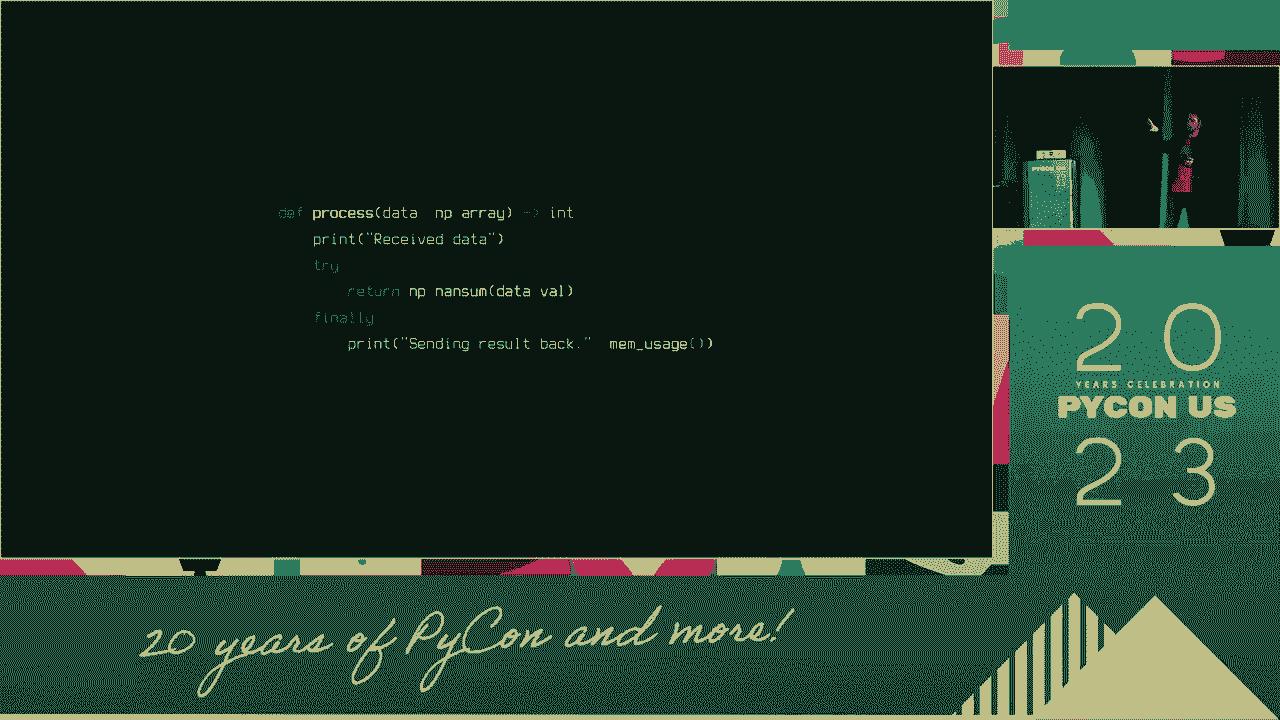 def process(data np array) -> int
print("Received data")
try
return np nansum(data val)
finally
print("Sending result back." mem_usage())
PYCON US
20
YEARS CELEBRATION
PYCON US
23
20 years of PyCon and more!